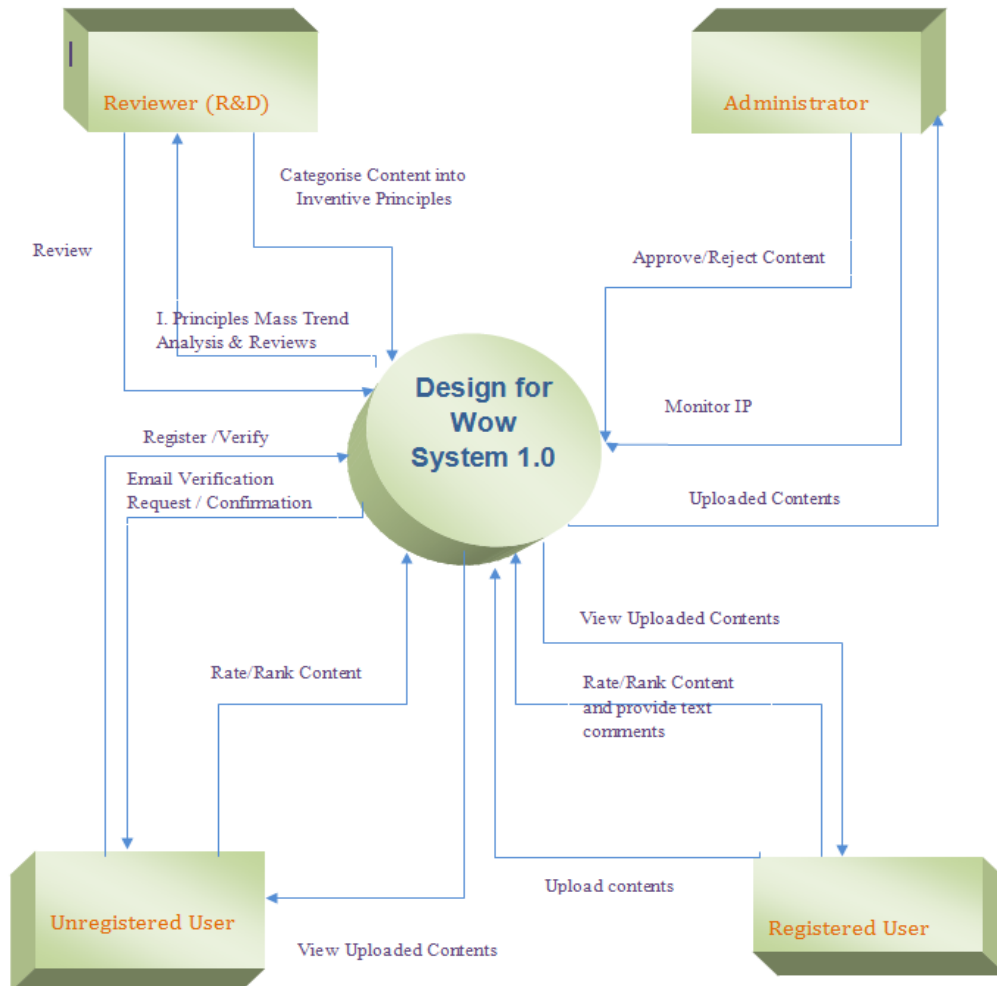 Reviewer (R&D)
Administrator
Categorise Content into
Inventive Principles
Review
Approve/Reject Content
I. Principles Mass Trend
Analysis & Reviews
Design for
Wow
System 1.0
Monitor IP
Register /Verify
Email Verification
Request / Confirmation
Uploaded Contents
View Uploaded Contents
Rate/Rank Content
Rate/Rank Content
and provide text
comments
Upload contents
Unregistered User
Registered User
View Uploaded Contents